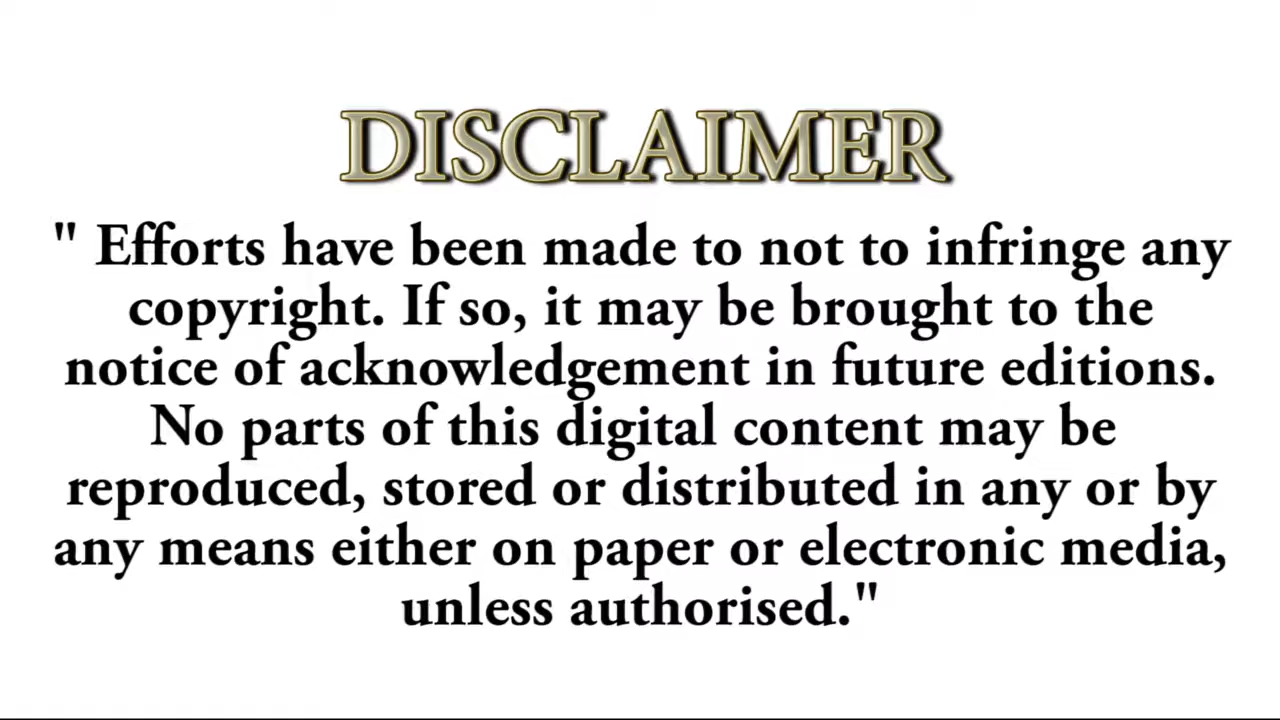 DISCLAIMER
" Efforts have been made to not to infringe any
copyright. If so, it may be brought to the
notice of acknowledgement in future editions.
No parts of this digital content may be
reproduced, stored or distributed in any or by
any means either on paper or electronic media,
unless authorised."